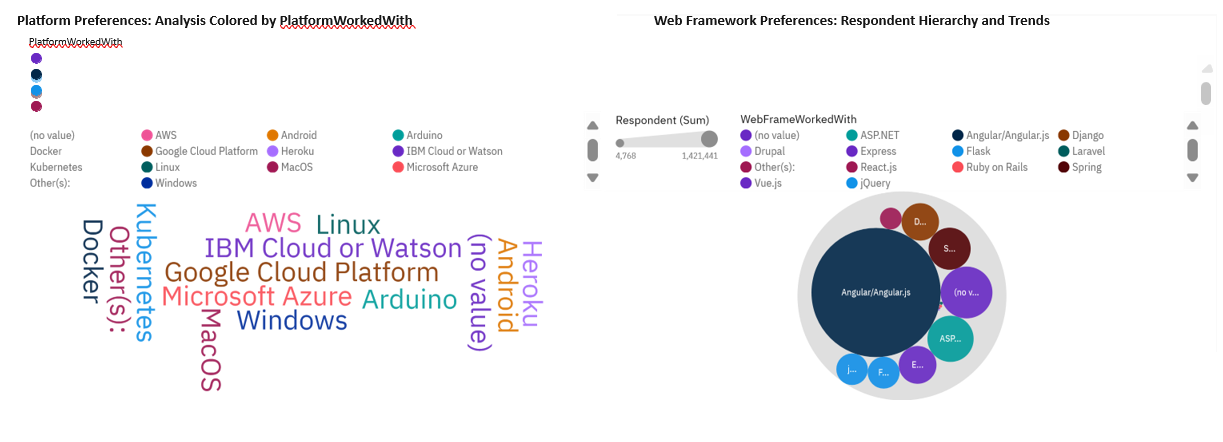 Platform Preferences: Analysis Colored by PlatformWorkedWith
PlatformWorkedWith
(no value) AWS Android Arduino
Docker Google Cloud Platform Heroku IBM Cloud or Watson
Kubernetes Linux MacOS Microsoft Azure
Other(s): Windows
Docker
Other(s):
Kubernetes
AWS Linux
IBM Cloud or Watson
Google Cloud Platform
Microsoft Azure Arduino
Windows
MacOS
(no value)
Android
Heroku
Web Framework Preferences: Respondent Hierarchy and Trends
Respondent (Sum)
4,768 1,421,441
WebFrameWorkedWith
(no value) ASP.NET Angular/Angular.js Django
Drupal Express Flask Laravel
Other(s): React.js Ruby on Rails Spring
Vue.js jQuery
D...
S...
Angular/Angular.js
(no v...
ASP...
E...
F...
j...